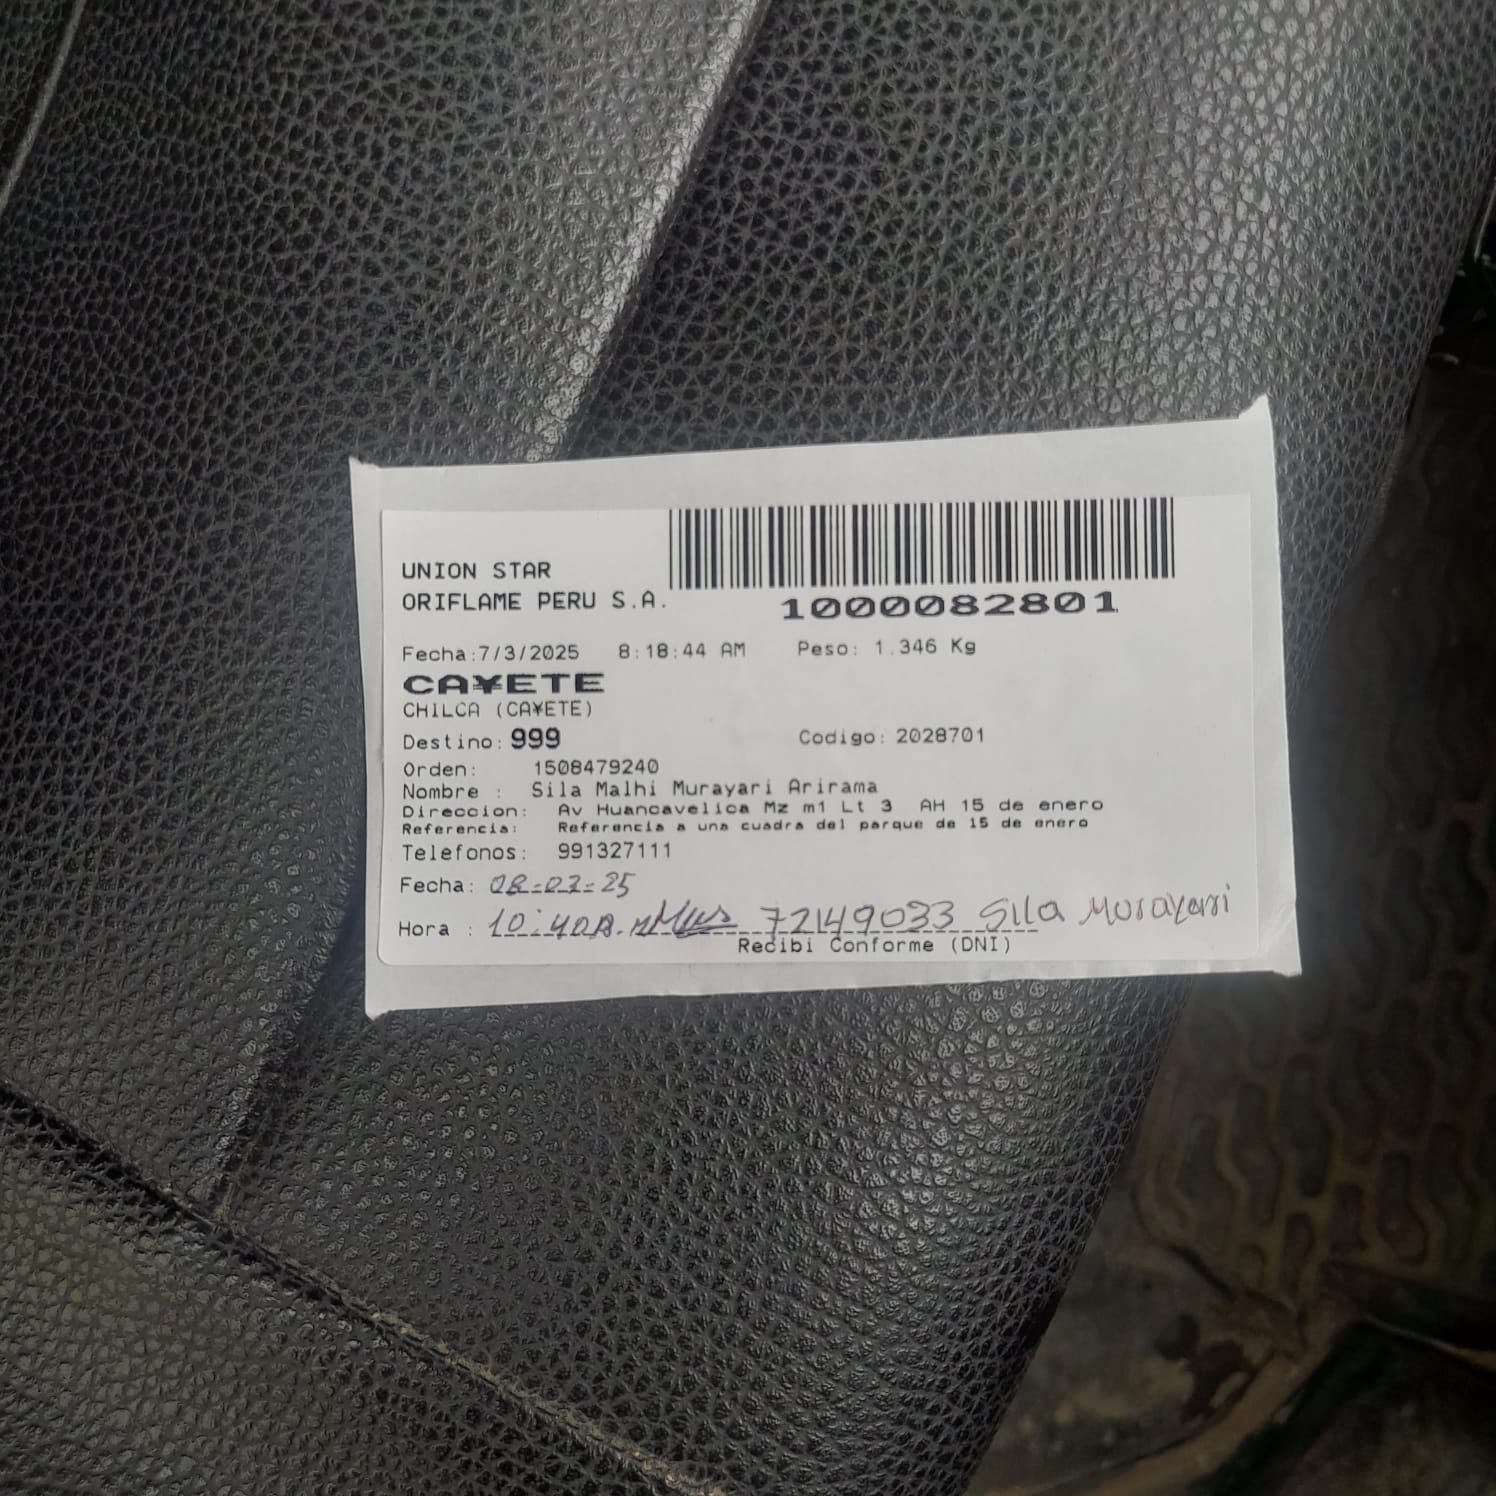 UNION STAR
ORIFLAME PERU S.A.
1000082801
Fecha:7/3/2025 8:18:44 AM Peso: 1.346 Kg
CA¥ETE
CHILCA (CA¥ETE)
Destino: 999 Codigo: 2028701
Orden: 1508479240
Nombre : Sila Malhi Murayari Arirama
Direccion: Av Huancavelica Mz m1 Lt 3 AH 15 de enero
Referencia: Referencia a una cuadra del parque de 15 de enero
Telefonos: 991327111
Fecha: 08-03-25
Hora : 10:40 A.M 72149033 Sila Murayari
Recibi Conforme (DNI)